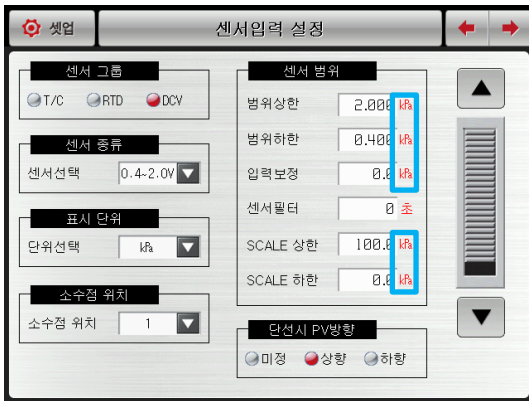 셋업
센서입력 설정
센서 그룹
T/C
RTD
DCV
센서 종류
센서선택
0.4~2.0V
표시 단위
단위선택
kPa
소수점 위치
소수점 위치
1
센서 범위
범위상한
2.000 kPa
범위하한
0.400 kPa
입력보정
0.0 kPa
센서필터
0 초
SCALE 상한
100.0 kPa
SCALE 하한
0.0 kPa
단선시 PV방향
미정
상향
하향